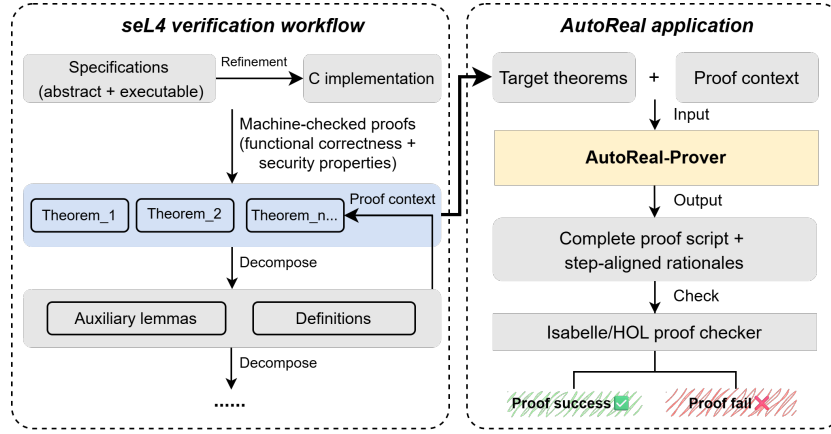 seL4 verification workflow
Specifications
(abstract + executable)
Refinement
C implementation
Machine-checked proofs
(functional correctness +
security properties)
Proof context
Theorem_1
Theorem_2
Theorem_n...
Decompose
Auxiliary lemmas
Definitions
Decompose
......
AutoReal application
Target theorems
+
Proof context
Input
AutoReal-Prover
Output
Complete proof script +
step-aligned rationales
Check
Isabelle/HOL proof checker
Proof success ✅
Proof fail ❌